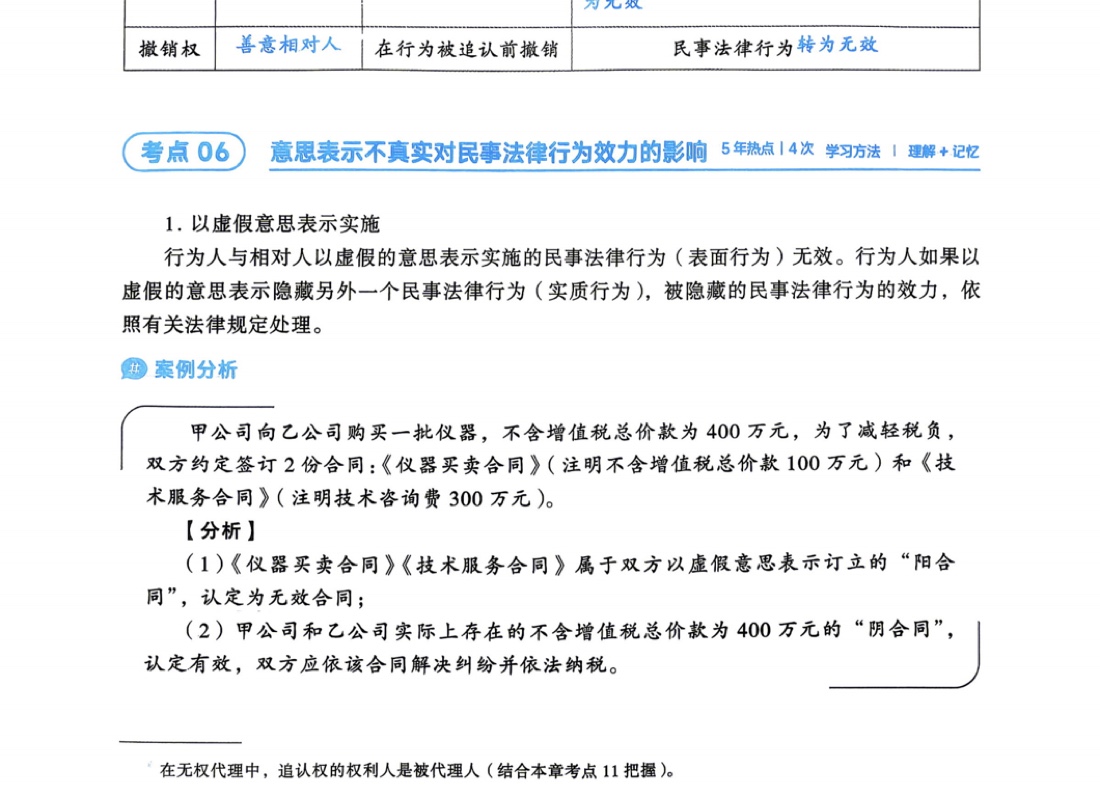 为无效
撤销权 善意相对人 在行为被追认前撤销 民事法律行为转为无效
考点 06 意思表示不真实对民事法律行为效力的影响 5 年热点 | 4 次 学习方法 | 理解 + 记忆
1. 以虚假意思表示实施
行为人与相对人以虚假的意思表示实施的民事法律行为（表面行为）无效。行为人如果以
虚假的意思表示隐藏另外一个民事法律行为（实质行为），被隐藏的民事法律行为的效力，依
照有关法律规定处理。
# 案例分析
甲公司向乙公司购买一批仪器，不含增值税总价款为 400 万元，为了减轻税负，
双方约定签订 2 份合同：《仪器买卖合同》（注明不含增值税总价款 100 万元）和《技
术服务合同》（注明技术咨询费 300 万元）。
【分析】
（1）《仪器买卖合同》《技术服务合同》属于双方以虚假意思表示订立的“阳合
同”，认定为无效合同；
（2）甲公司和乙公司实际上存在的不含增值税总价款为 400 万元的“阴合同”，
认定有效，双方应依该合同解决纠纷并依法纳税。
在无权代理中，追认权的权利人是被代理人（结合本章考点 11 把握）。